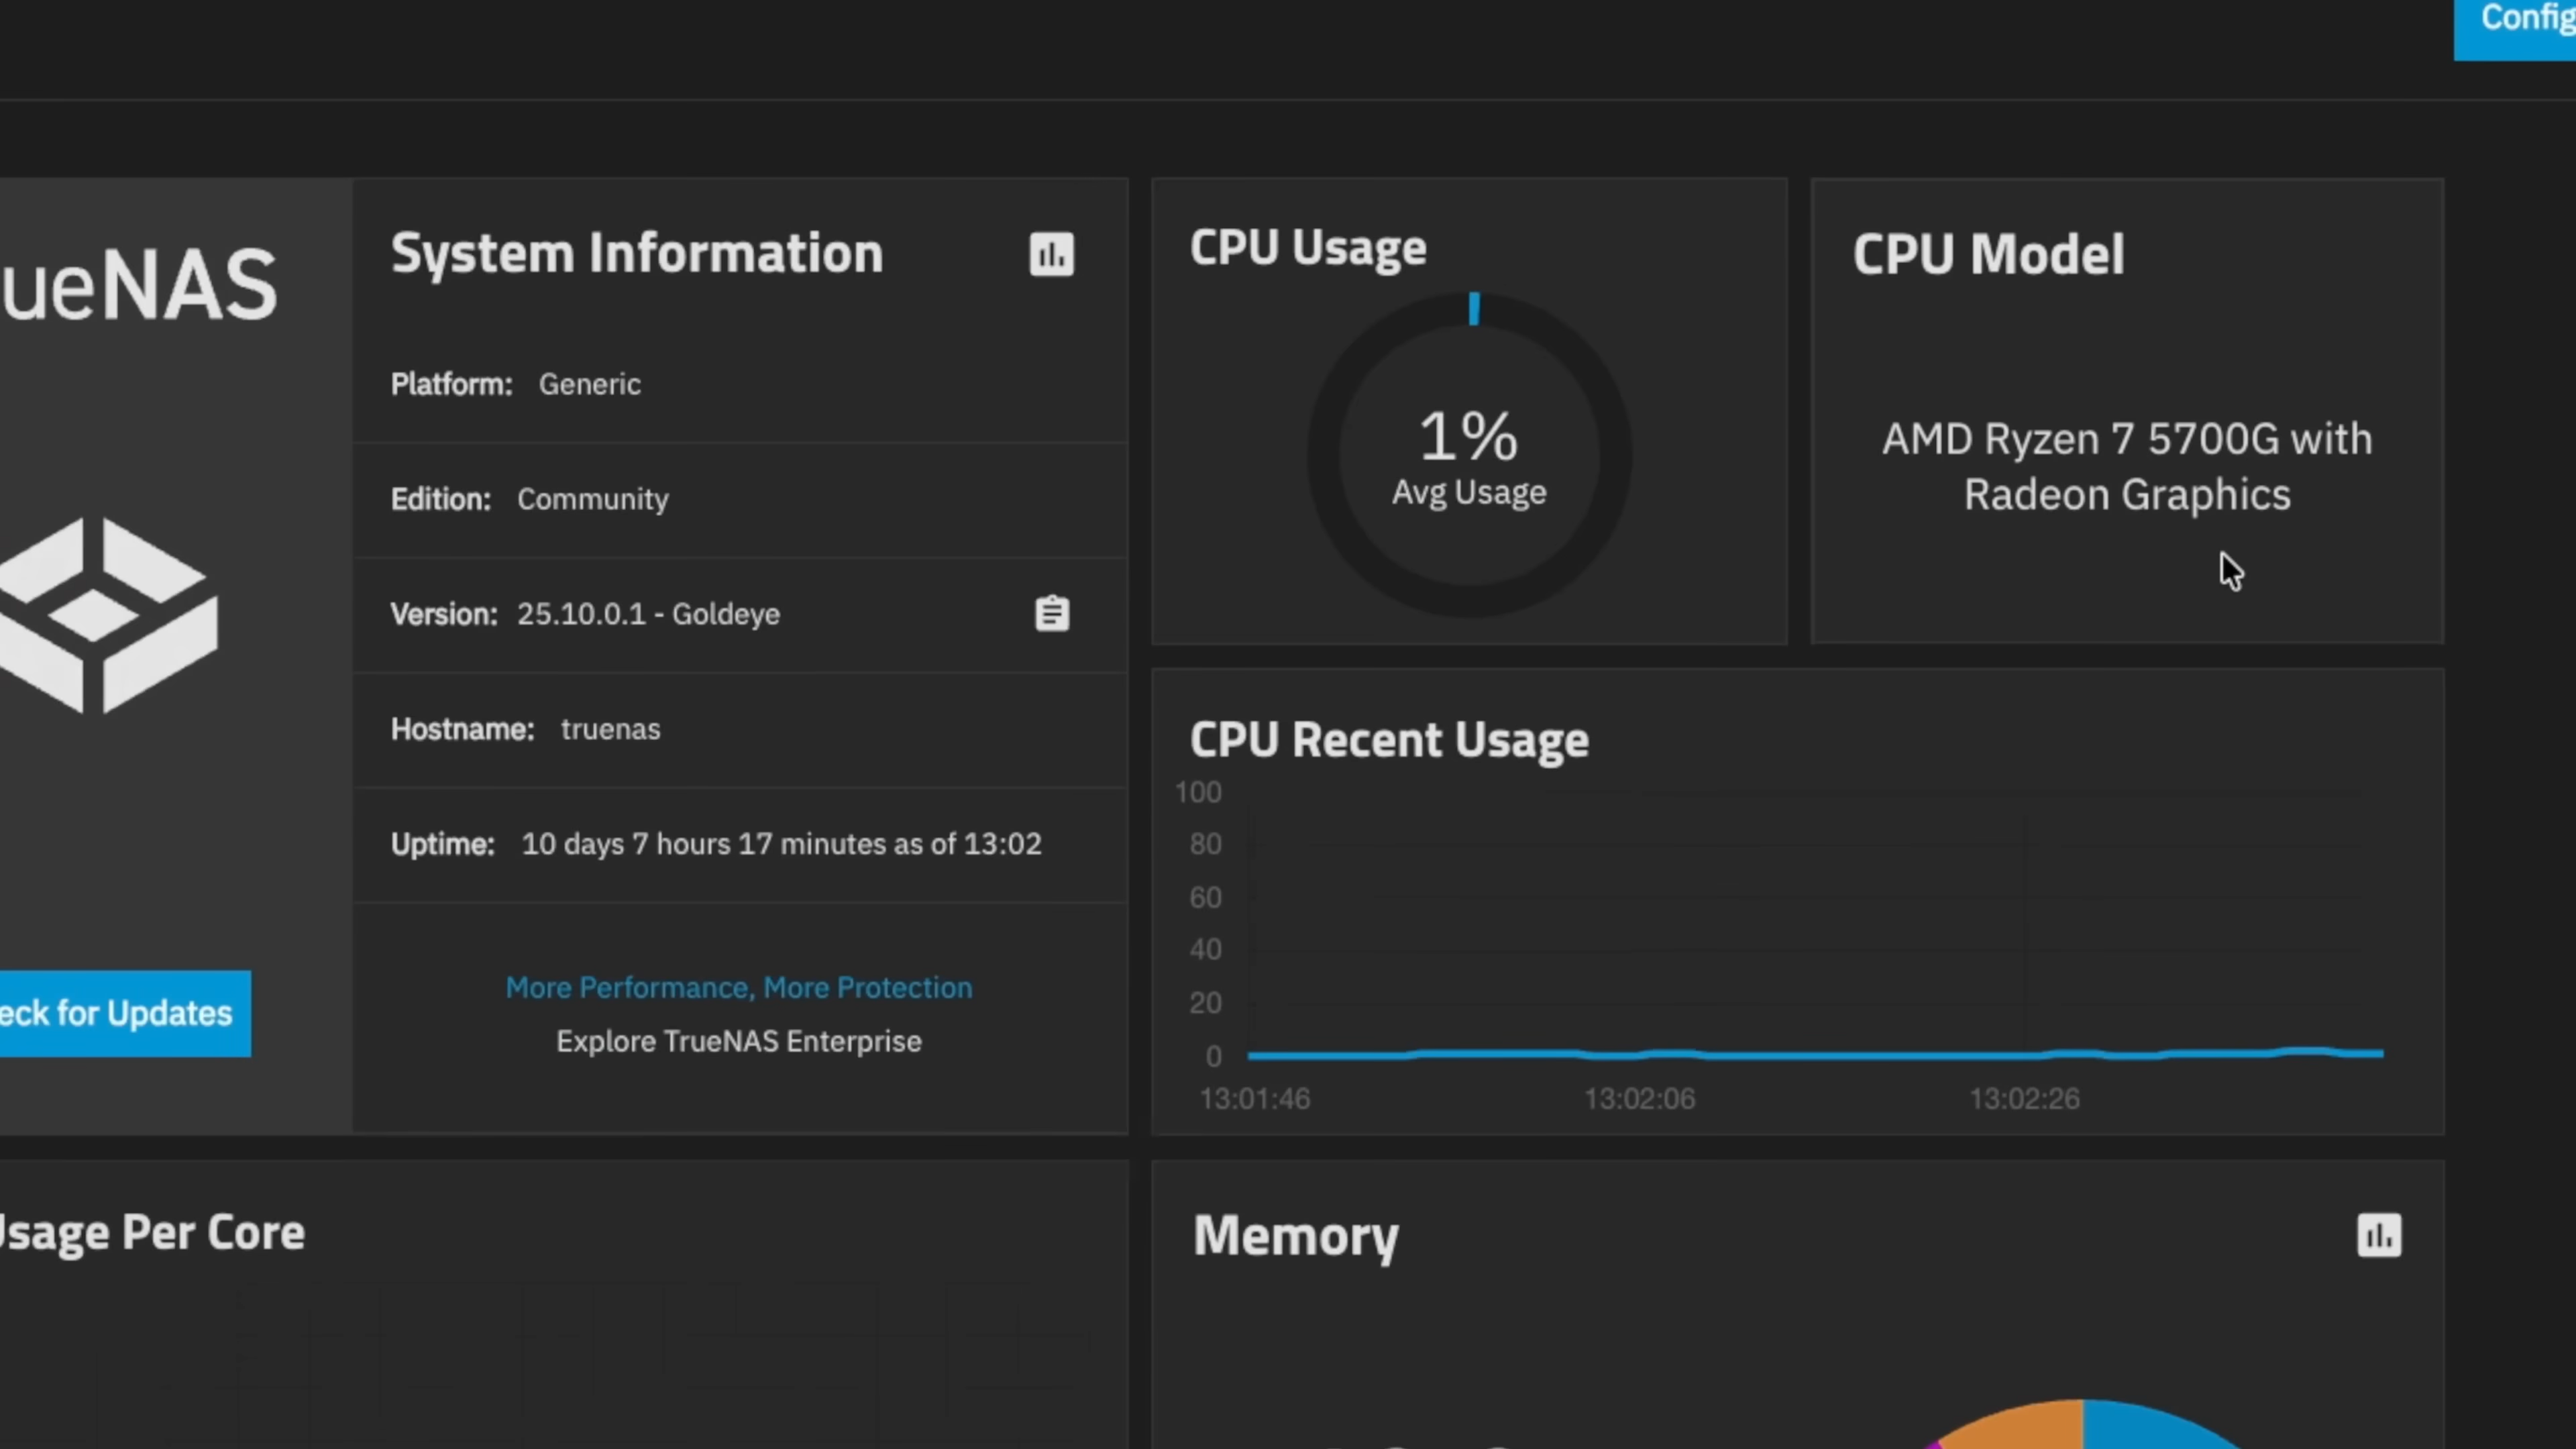 Config
ueNAS
System Information
Platform: Generic
Edition: Community
Version: 25.10.0.1 - Goldeye
Hostname: truenas
Uptime: 10 days 7 hours 17 minutes as of 13:02
More Performance, More Protection
Explore TrueNAS Enterprise
eck for Updates
CPU Usage
1%
Avg Usage
CPU Model
AMD Ryzen 7 5700G with
Radeon Graphics
CPU Recent Usage
100
80
60
40
20
0
13:01:46 13:02:06 13:02:26
Usage Per Core
Memory